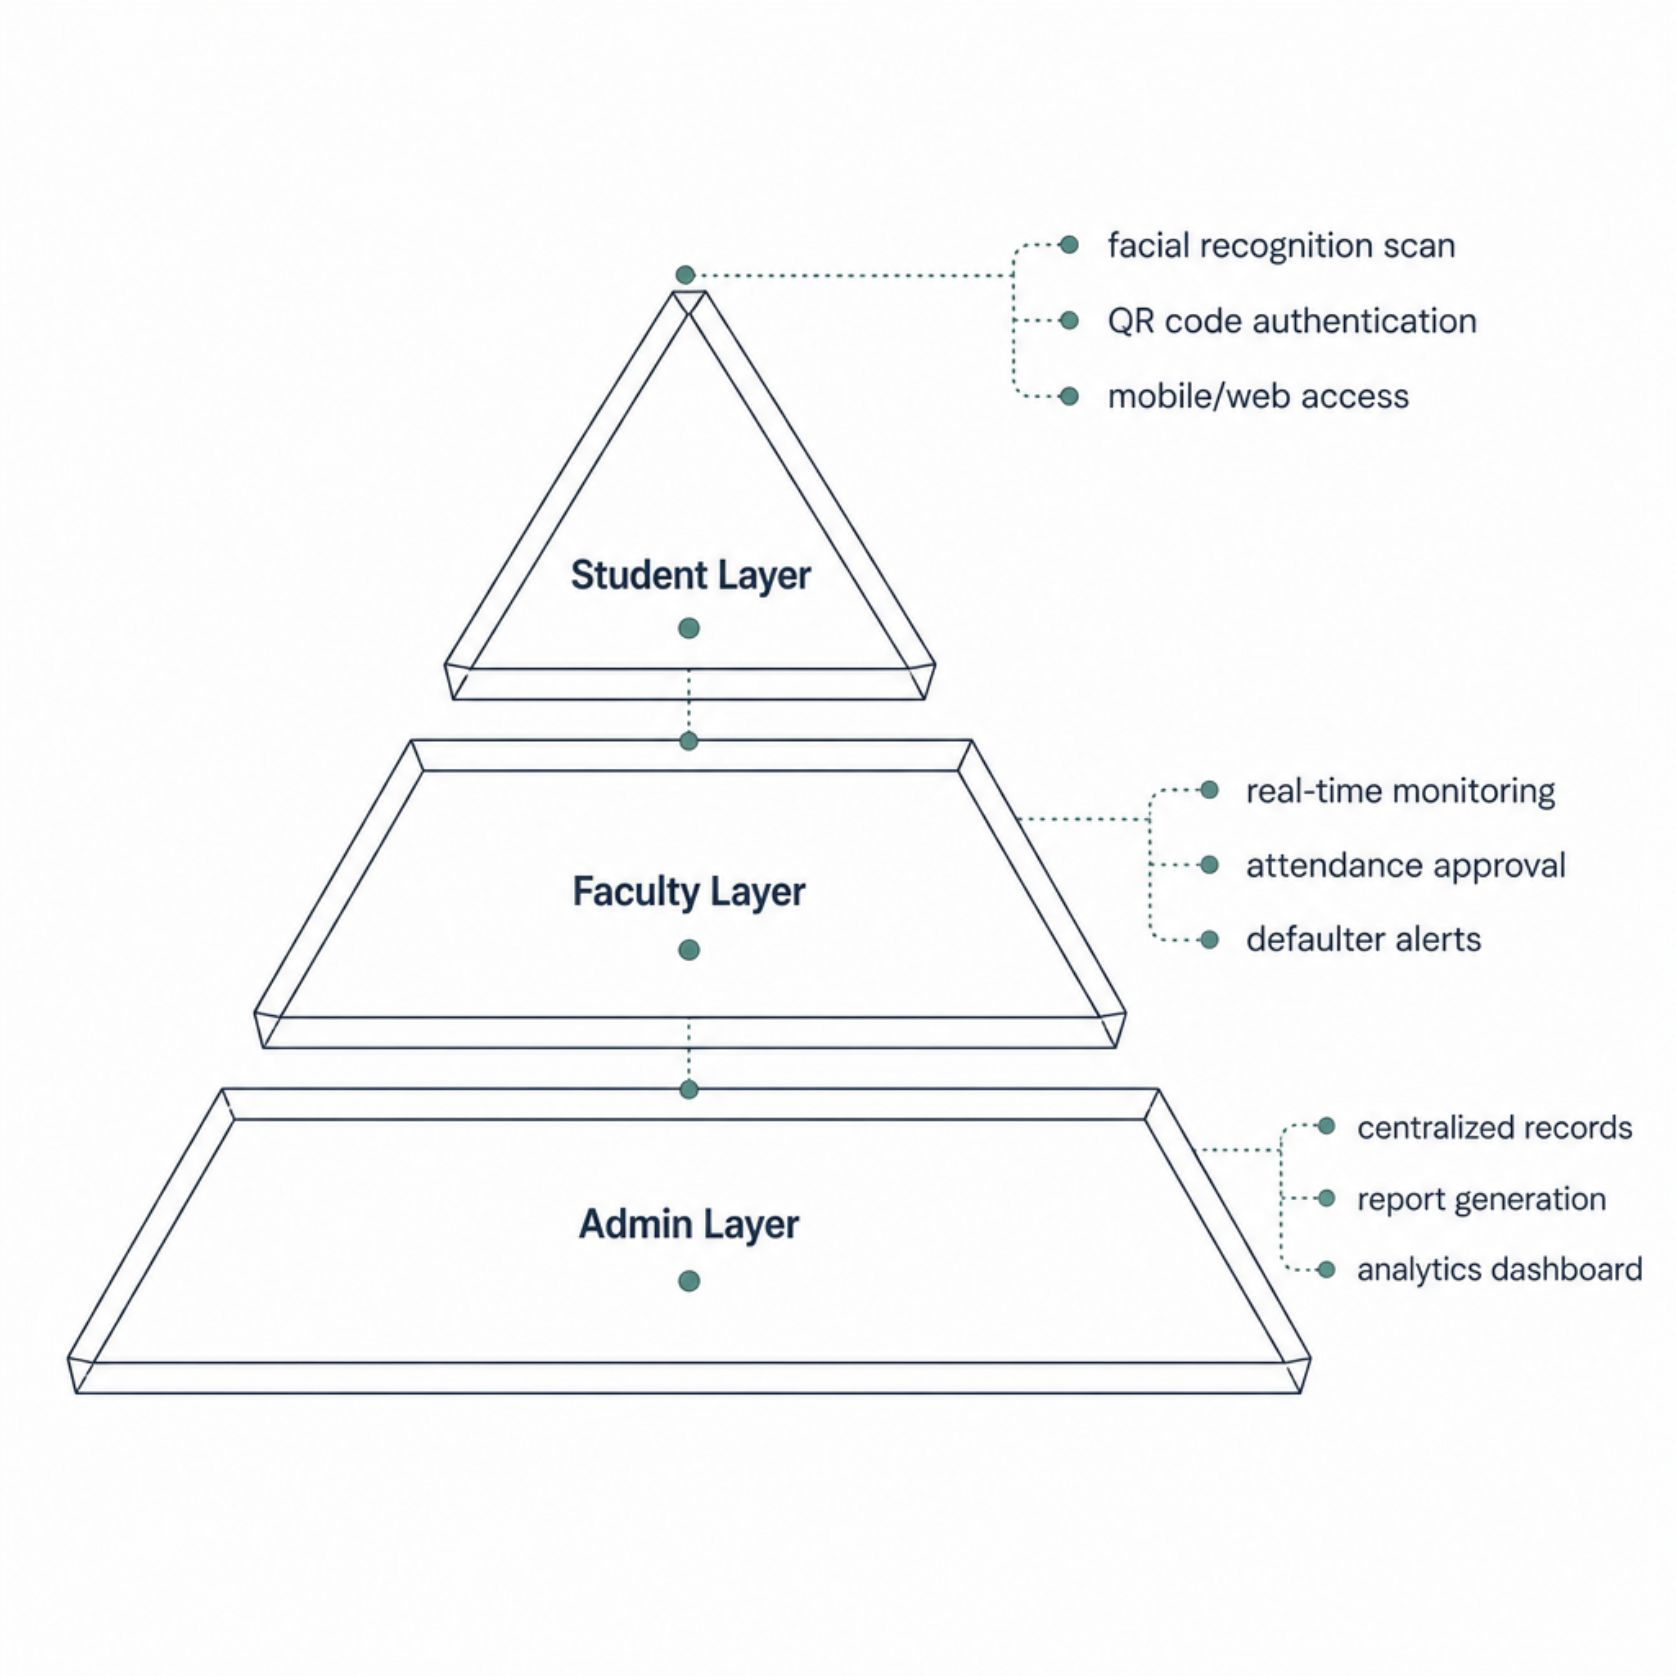 facial recognition scan
QR code authentication
mobile/web access
Student Layer
real-time monitoring
Faculty Layer
attendance approval
defaulter alerts
centralized records
report generation
Admin Layer
analytics dashboard